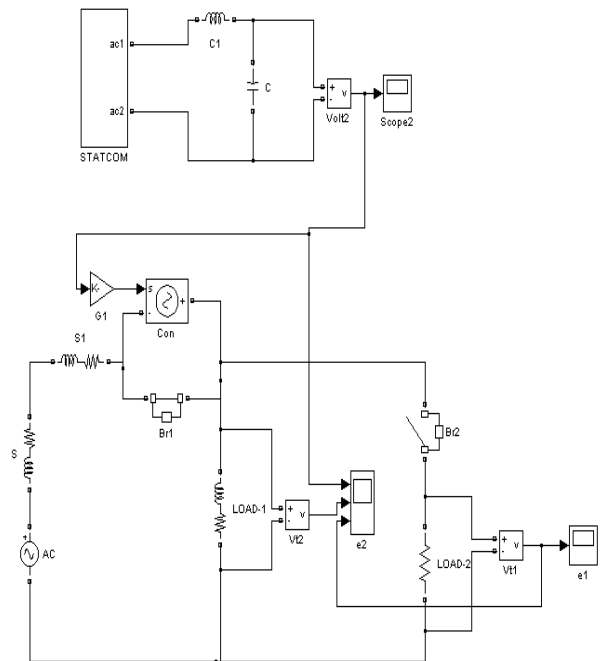 ac1
C1
C
ac2
+
-
v
Volt2
Scope2
STATCOM
K-
G1
s
-
+
Con
S1
Br1
Br2
S
LOAD-1
+
-
v
Vt2
e2
+
AC
LOAD-2
+
-
v
Vt1
e1